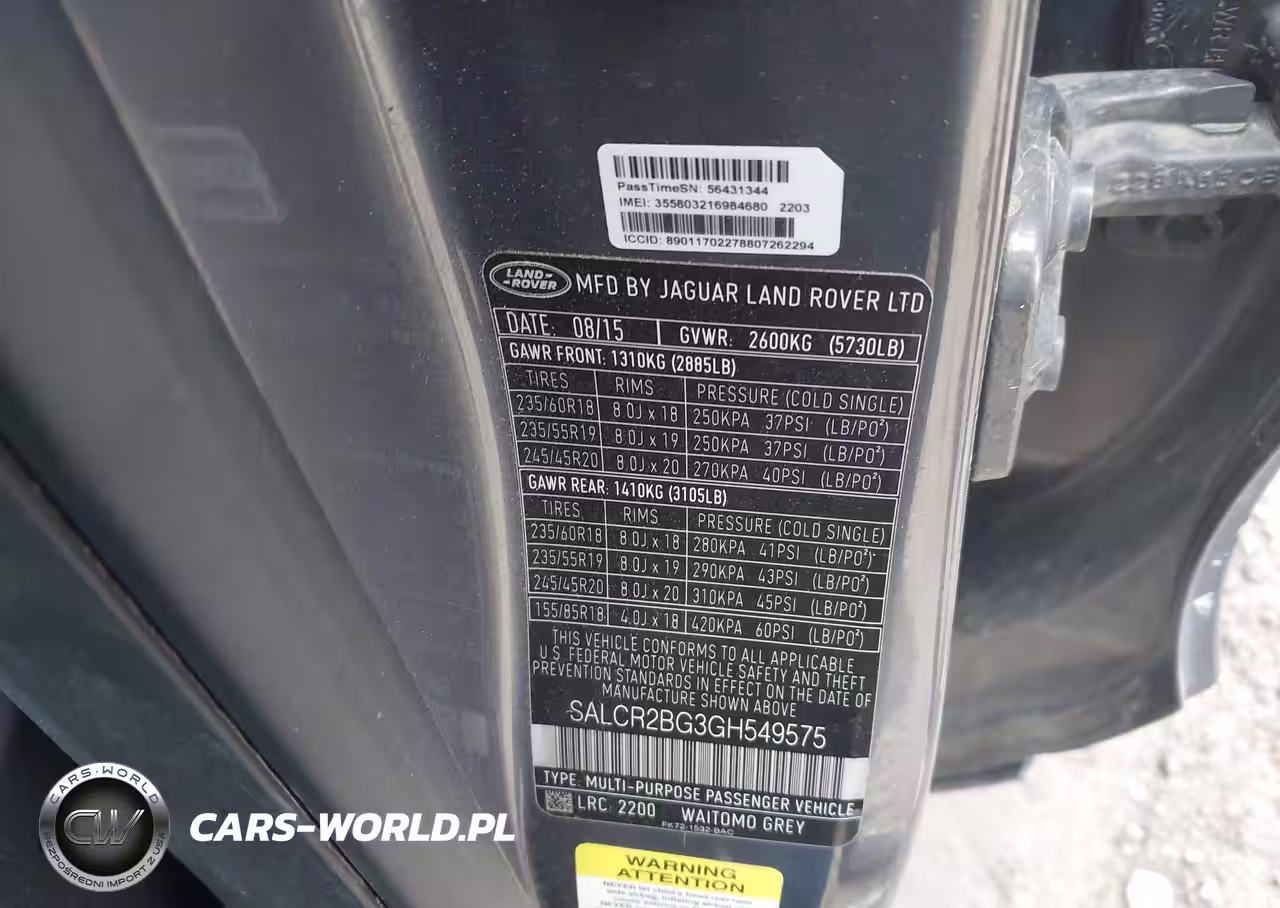 PassTimeSN: 56431344
IMEI: 355803216984680 2203
ICCID: 89011702278807262294
LAND-ROVER MFD BY JAGUAR LAND ROVER LTD
DATE: 08/15 GVWR: 2600KG (5730LB)
GAWR FRONT: 1310KG (2885LB)
TIRES RIMS PRESSURE (COLD SINGLE)
235/60R18 8.0J x 18 250KPA 37PSI (LB/PO²)
235/55R19 8.0J x 19 250KPA 37PSI (LB/PO²)
245/45R20 8.0J x 20 270KPA 40PSI (LB/PO²)
GAWR REAR: 1410KG (3105LB)
TIRES RIMS PRESSURE (COLD SINGLE)
235/60R18 8.0J x 18 280KPA 41PSI (LB/PO²)
235/55R19 8.0J x 19 290KPA 43PSI (LB/PO²)
245/45R20 8.0J x 20 310KPA 45PSI (LB/PO²)
155/85R18 4.0J x 18 420KPA 60PSI (LB/PO²)
THIS VEHICLE CONFORMS TO ALL APPLICABLE
U.S. FEDERAL MOTOR VEHICLE SAFETY AND THEFT
PREVENTION STANDARDS IN EFFECT ON THE DATE OF
MANUFACTURE SHOWN ABOVE
SALCR2BG3GH549575
TYPE: MULTI-PURPOSE PASSENGER VEHICLE
LRC: 2200 WAITOMO GREY
FK72-1532-BAC
WARNING
ATTENTION
CARS-WORLD
CW
BEZPOŚREDNI IMPORT Z USA
CARS-WORLD.PL